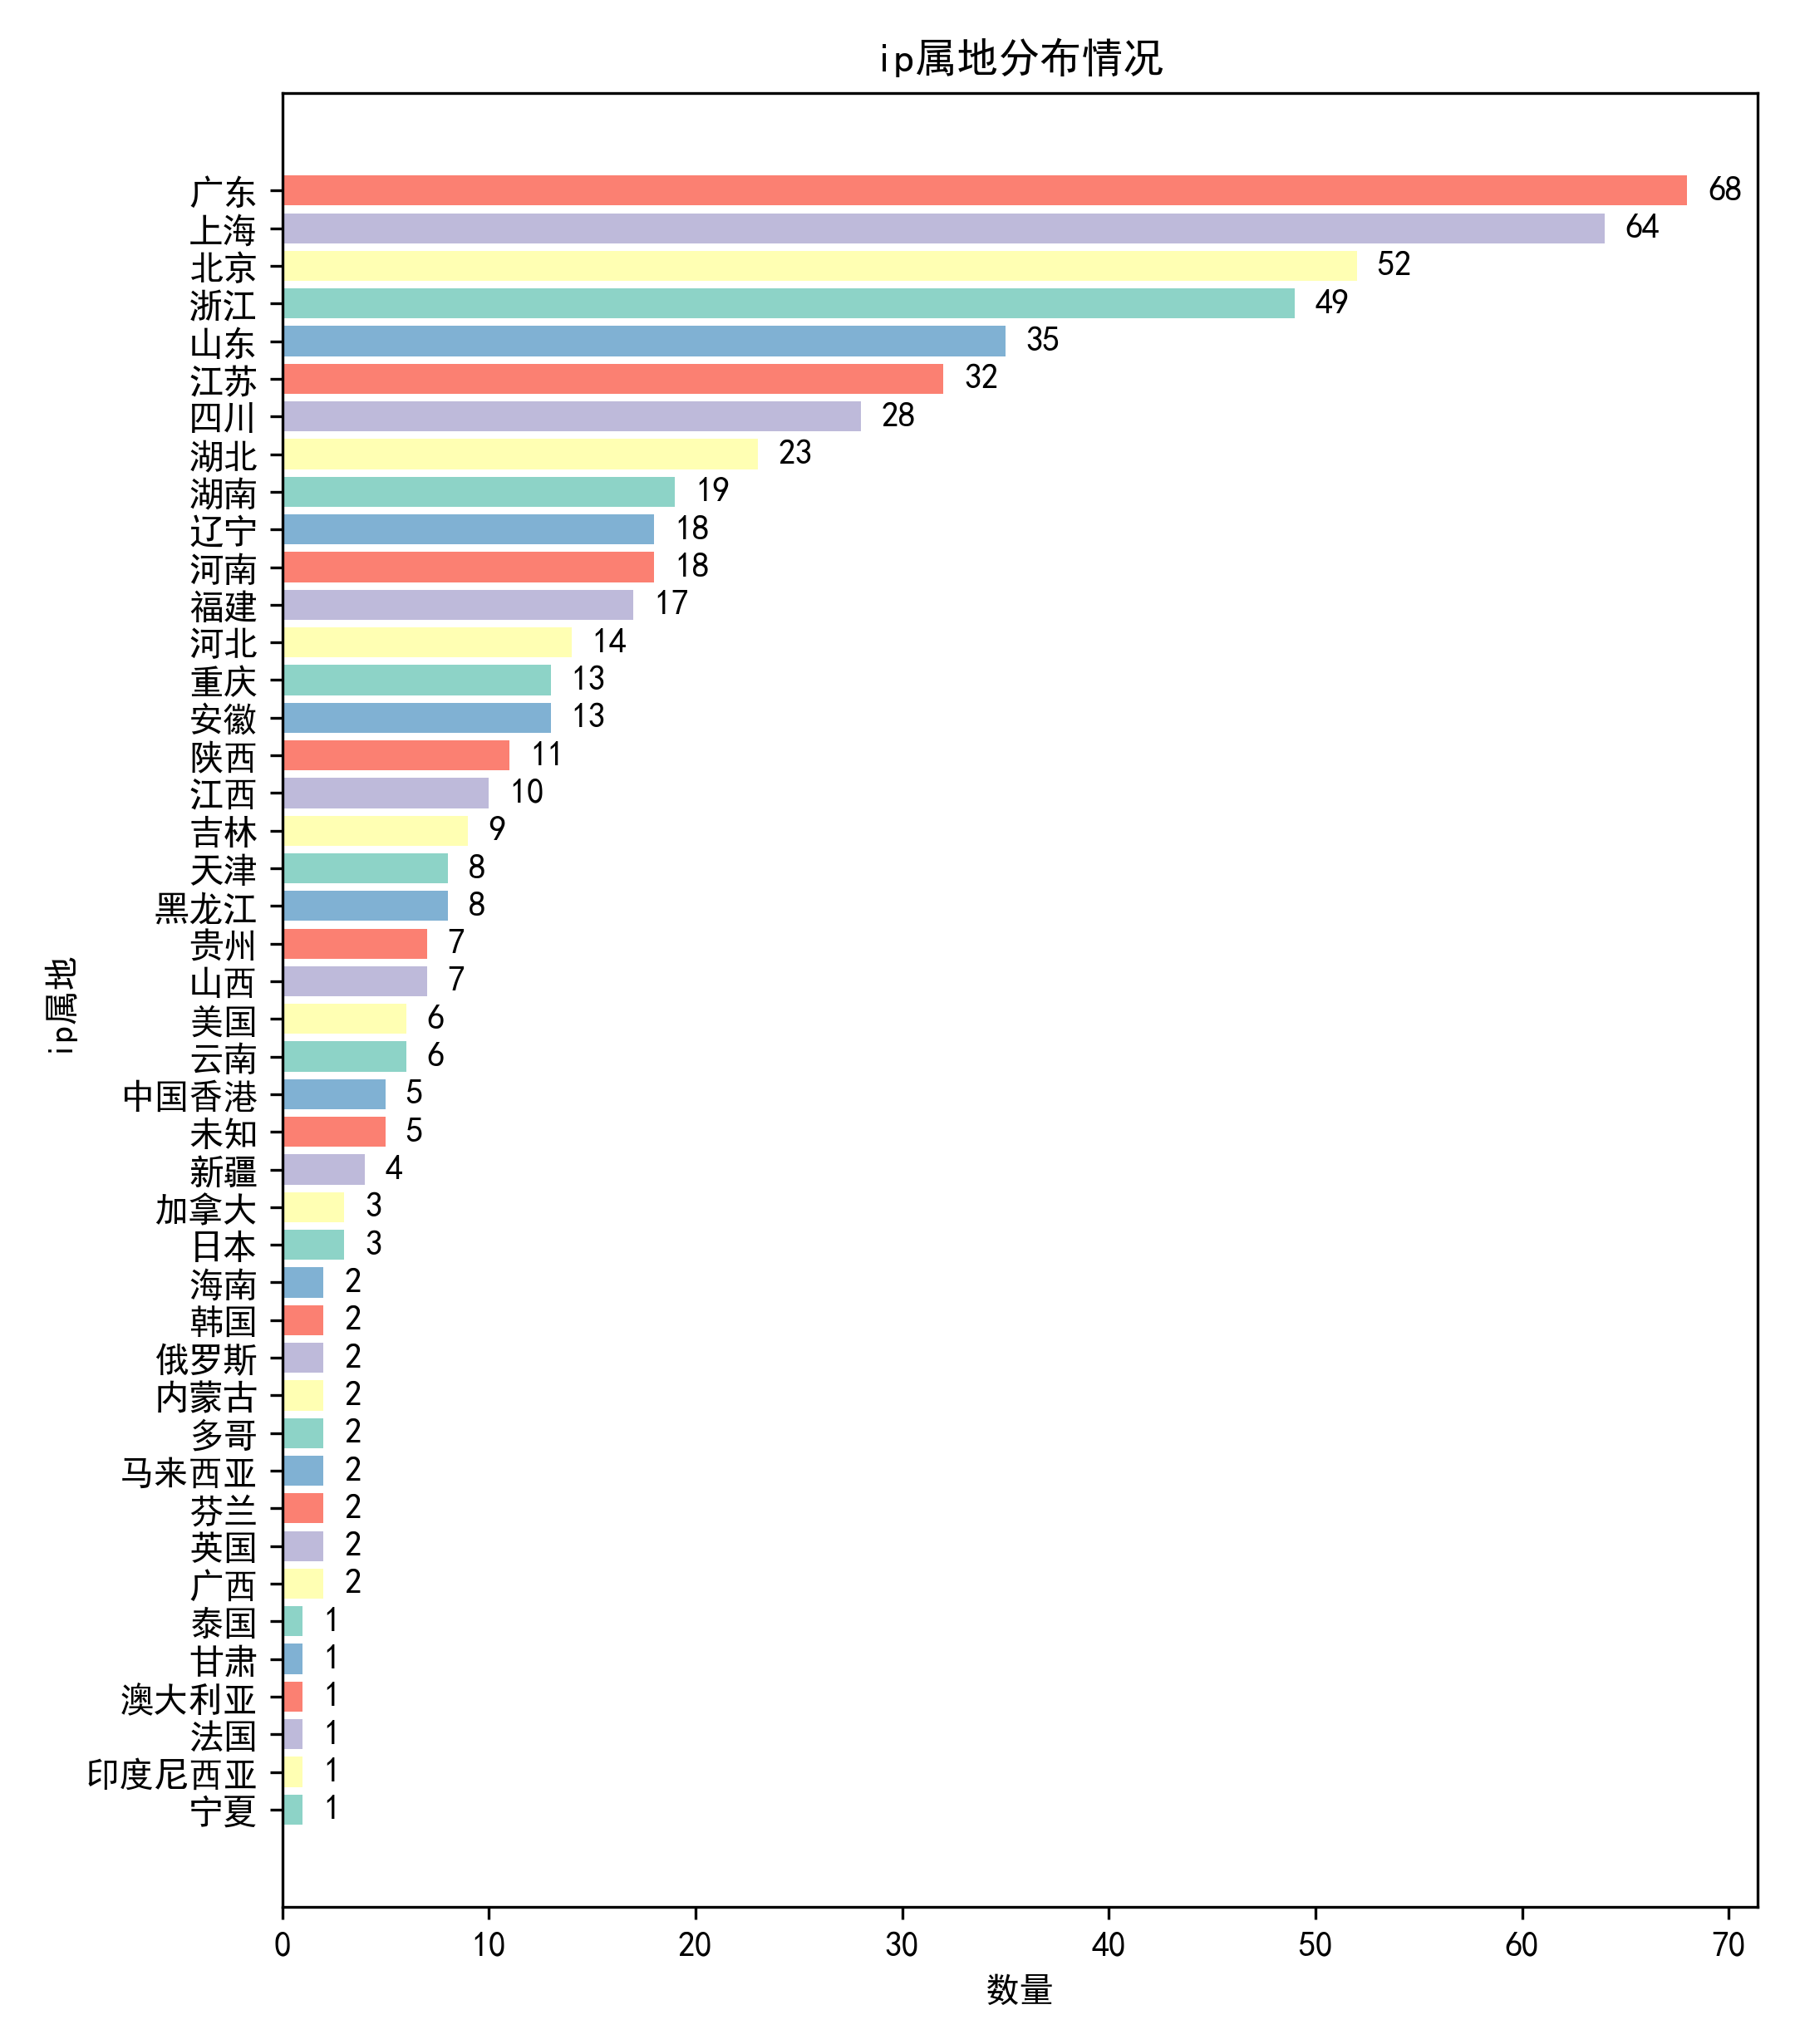 ip属地分布情况
广东 68
上海 64
北京 52
浙江 49
山东 35
江苏 32
四川 28
湖北 23
湖南 19
辽宁 18
河南 18
福建 17
河北 14
重庆 13
安徽 13
陕西 11
江西 10
吉林 9
天津 8
黑龙江 8
贵州 7
山西 7
美国 6
云南 6
中国香港 5
未知 5
新疆 4
加拿大 3
日本 3
海南 2
韩国 2
俄罗斯 2
内蒙古 2
多哥 2
马来西亚 2
芬兰 2
英国 2
广西 2
泰国 1
甘肃 1
澳大利亚 1
法国 1
印度尼西亚 1
宁夏 1
ip属地
0 10 20 30 40 50 60 70
数量